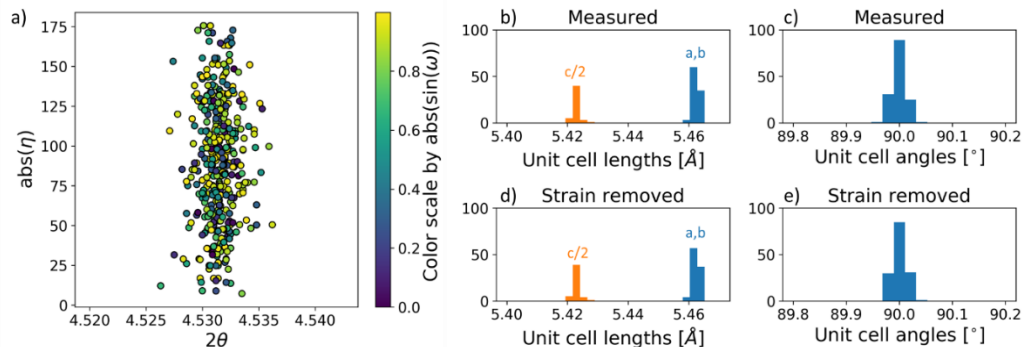 a)
175
150
125
100
75
50
25
0
abs(η)
4.520
4.525
4.530
4.535
4.540
2θ
0.8
0.6
0.4
0.2
0.0
Color scale by abs(sin(ω))
b)
Measured
100
50
0
c/2
a,b
5.40
5.42
5.44
5.46
Unit cell lengths [Å]
c)
Measured
100
50
0
89.8
89.9
90.0
90.1
90.2
Unit cell angles [°]
d)
Strain removed
100
50
0
c/2
a,b
5.40
5.42
5.44
5.46
Unit cell lengths [Å]
e)
Strain removed
100
50
0
89.8
89.9
90.0
90.1
90.2
Unit cell angles [°]